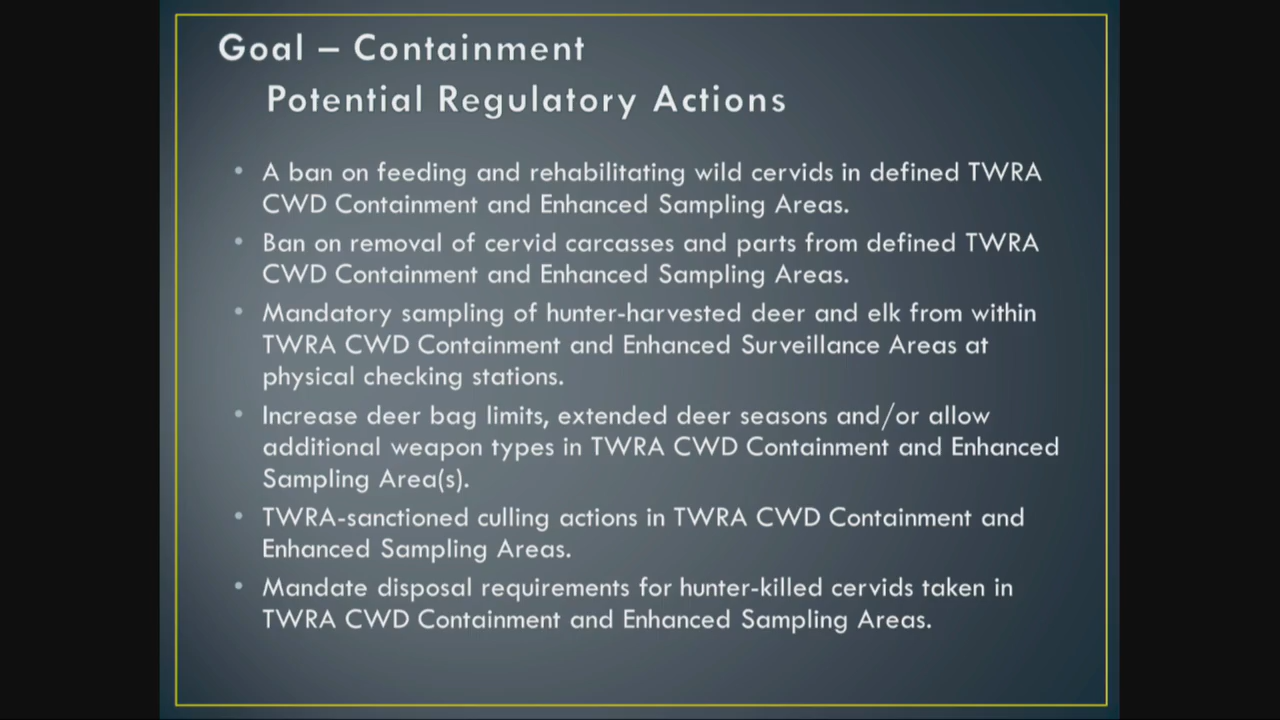 Goal – Containment
Potential Regulatory Actions
• A ban on feeding and rehabilitating wild cervids in defined TWRA
CWD Containment and Enhanced Sampling Areas.
• Ban on removal of cervid carcasses and parts from defined TWRA
CWD Containment and Enhanced Sampling Areas.
• Mandatory sampling of hunter-harvested deer and elk from within
TWRA CWD Containment and Enhanced Surveillance Areas at
physical checking stations.
• Increase deer bag limits, extended deer seasons and/or allow
additional weapon types in TWRA CWD Containment and Enhanced
Sampling Area(s).
• TWRA-sanctioned culling actions in TWRA CWD Containment and
Enhanced Sampling Areas.
• Mandate disposal requirements for hunter-killed cervids taken in
TWRA CWD Containment and Enhanced Sampling Areas.